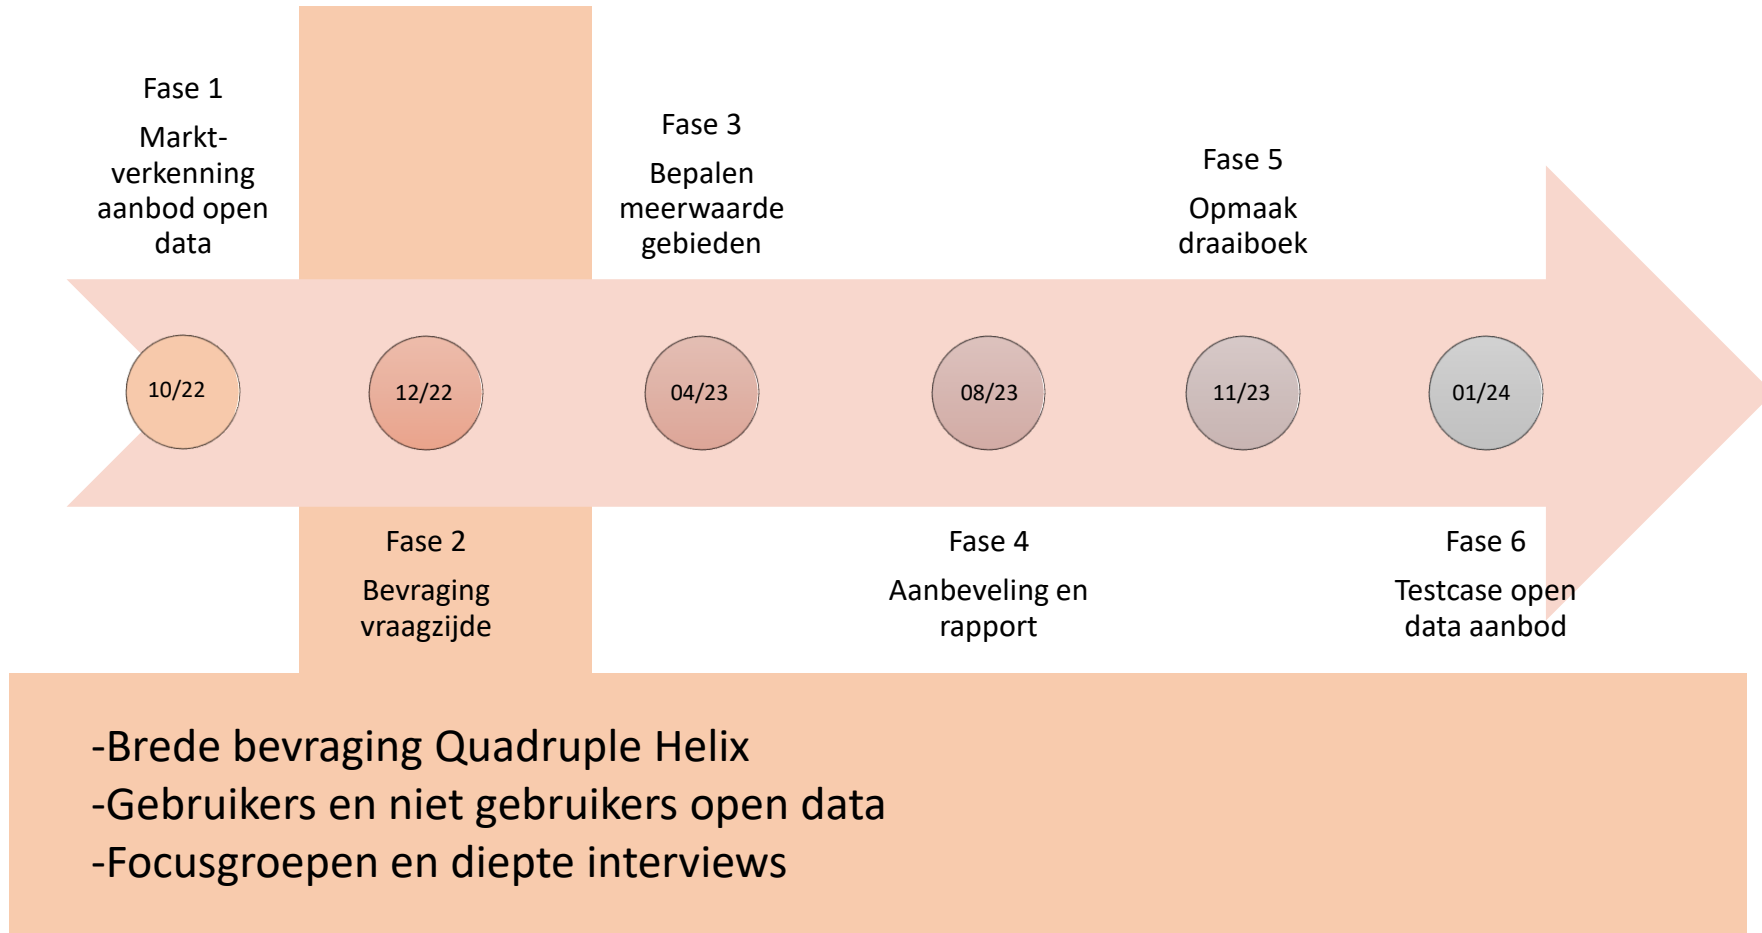 Fase 1
Markt-
verkenning
aanbod open
data
Fase 3
Bepalen
meerwaarde
gebieden
Fase 5
Opmaak
draaiboek
10/22
12/22
04/23
08/23
11/23
01/24
Fase 2
Bevraging
vraagzijde
Fase 4
Aanbeveling en
rapport
Fase 6
Testcase open
data aanbod
-Brede bevraging Quadruple Helix
-Gebruikers en niet gebruikers open data
-Focusgroepen en diepte interviews